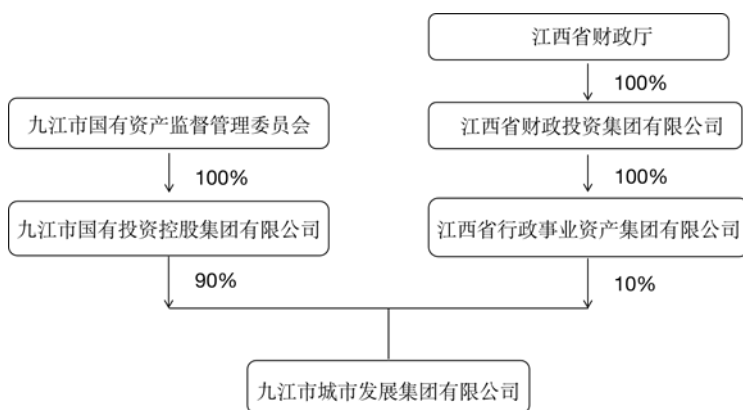 江西省财政厅
100%
九江市国有资产监督管理委员会
江西省财政投资集团有限公司
100%
100%
九江市国有投资控股集团有限公司
江西省行政事业资产集团有限公司
90%
10%
九江市城市发展集团有限公司